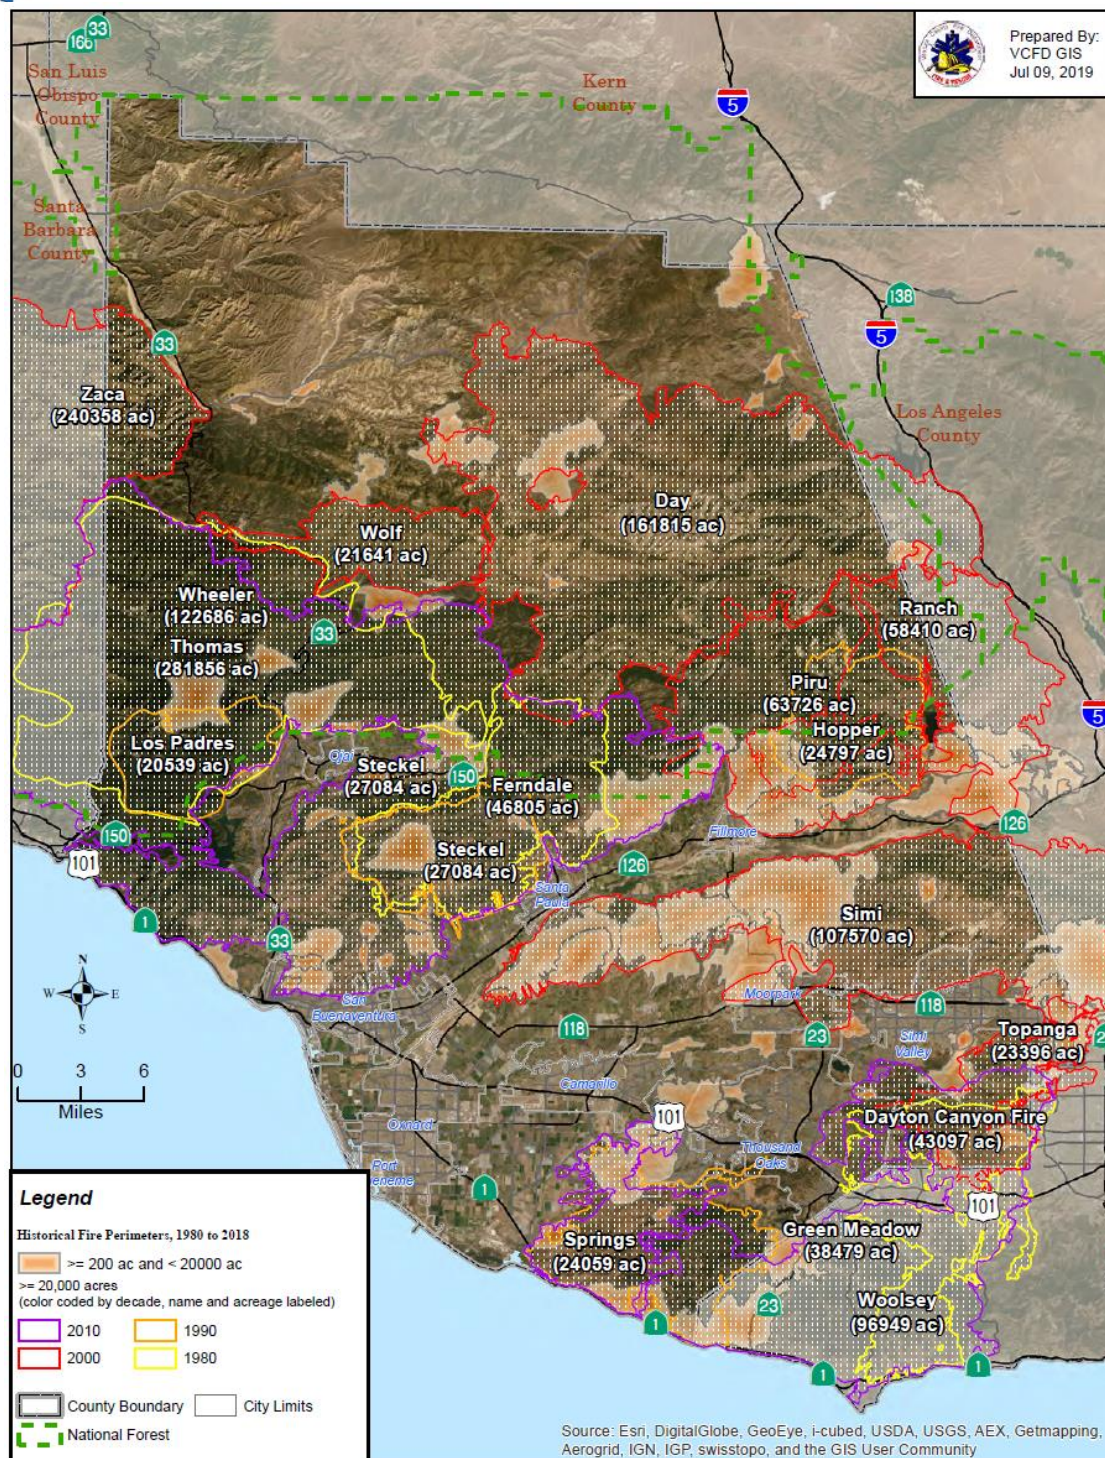 33
166
San Luis
Obispo
County
Kern
County
5
Prepared By:
VCFD GIS
Jul 09, 2019
Santa
Barbara
County
138
5
33
Zaca
(240358 ac)
Los Angeles
County
Day
(161815 ac)
Wolf
(21641 ac)
Wheeler
(122686 ac)
Ranch
(58410 ac)
33
Thomas
(281856 ac)
Piru
(63726 ac)
5
Hopper
(24797 ac)
Los Padres
(20539 ac)
Ojai
Steckel
(27084 ac)
150
Ferndale
(46805 ac)
126
150
Fillmore
101
Steckel
(27084 ac)
126
Santa
Paula
1
Simi
(107570 ac)
33
N
W
E
S
San
Buenaventura
Moorpark
118
118
23
Simi
Valley
Topanga
(23396 ac)
0 3 6
Miles
Camarillo
101
Oxnard
Dayton Canyon Fire
(43097 ac)
Thousand
Oaks
Port
1
101
Springs
(24059 ac)
Green Meadow
(38479 ac)
23
Woolsey
(96949 ac)
1
1
1
Legend
Historical Fire Perimeters, 1980 to 2018
>= 200 ac and < 20000 ac
>= 20,000 acres
(color coded by decade, name and acreage labeled)
2010 1990
2000 1980
County Boundary City Limits
National Forest
Source: Esri, DigitalGlobe, GeoEye, i-cubed, USDA, USGS, AEX, Getmapping,
Aerogrid, IGN, IGP, swisstopo, and the GIS User Community